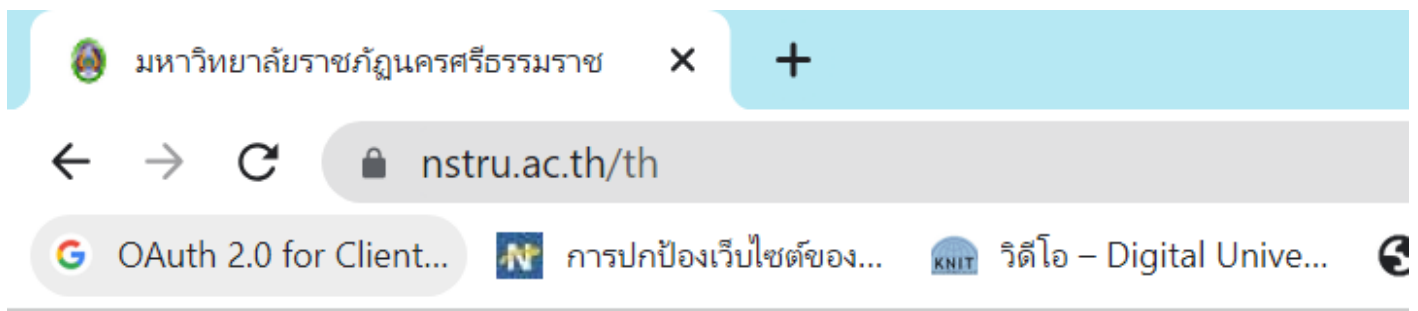 มหาวิทยาลัยราชภัฏนครศรีธรรมราช
nstru.ac.th/th
OAuth 2.0 for Client... การปกป้องเว็บไซต์ของ... KNIT วิดีโอ – Digital Unive...